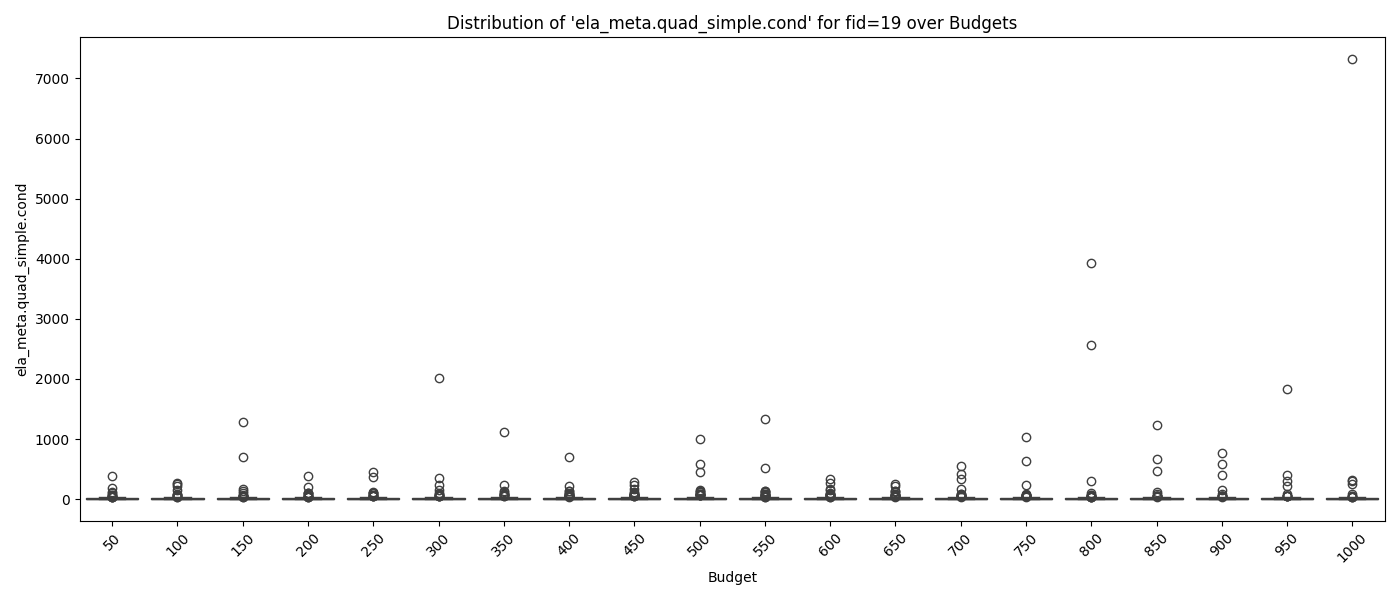 Distribution of 'ela_meta.quad_simple.cond' for fid=19 over Budgets
ela_meta.quad_simple.cond
7000
6000
5000
4000
3000
2000
1000
0
50 100 150 200 250 300 350 400 450 500 550 600 650 700 750 800 850 900 950 1000
Budget